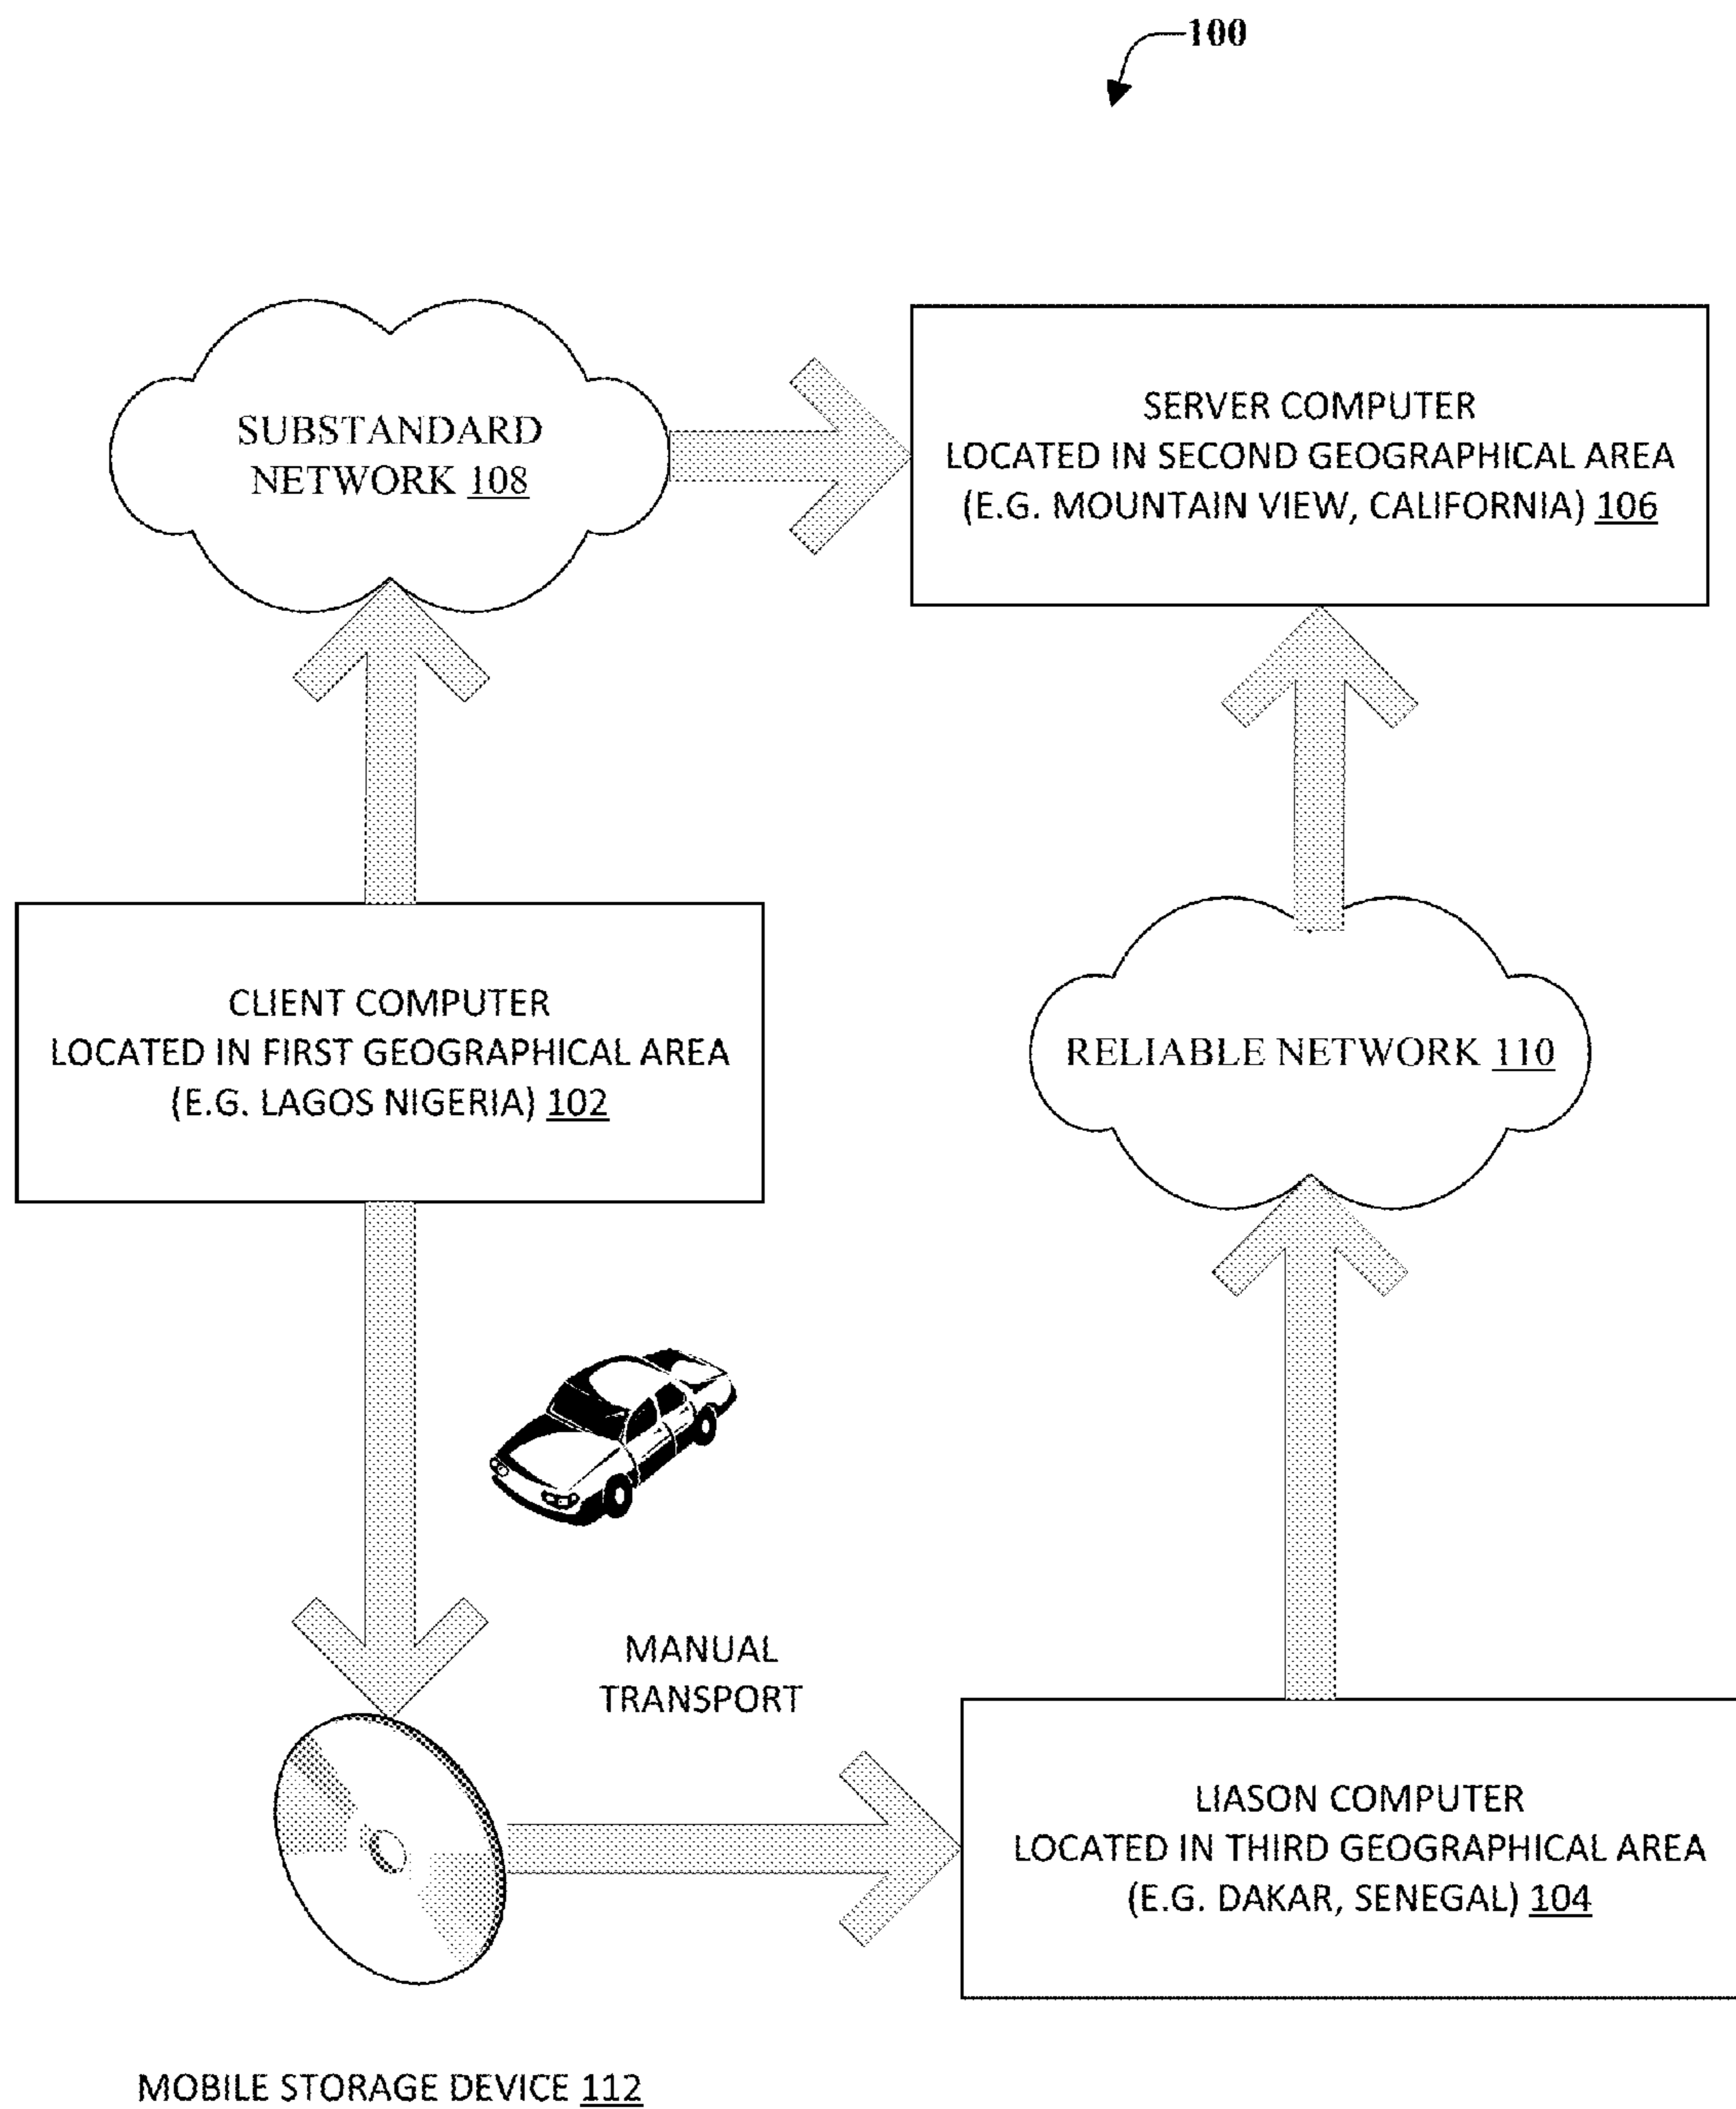 100
SUBSTANDARD
NETWORK 108
SERVER COMPUTER
LOCATED IN SECOND GEOGRAPHICAL AREA
(E.G. MOUNTAIN VIEW, CALIFORNIA) 106
CLIENT COMPUTER
LOCATED IN FIRST GEOGRAPHICAL AREA
(E.G. LAGOS NIGERIA) 102
RELIABLE NETWORK 110
MANUAL
TRANSPORT
LIASON COMPUTER
LOCATED IN THIRD GEOGRAPHICAL AREA
(E.G. DAKAR, SENEGAL) 104
MOBILE STORAGE DEVICE 112